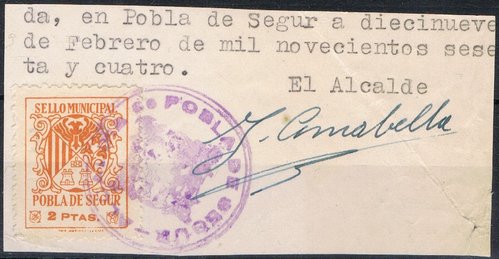 da, en Pobla de Segur a diecinueve
de Febrero de mil novecientos sese
ta y cuatro.
El Alcalde
SELLO MUNICIPAL
POBLA DE SEGUR
2 PTAS.
DE POBLA DE SEGUR